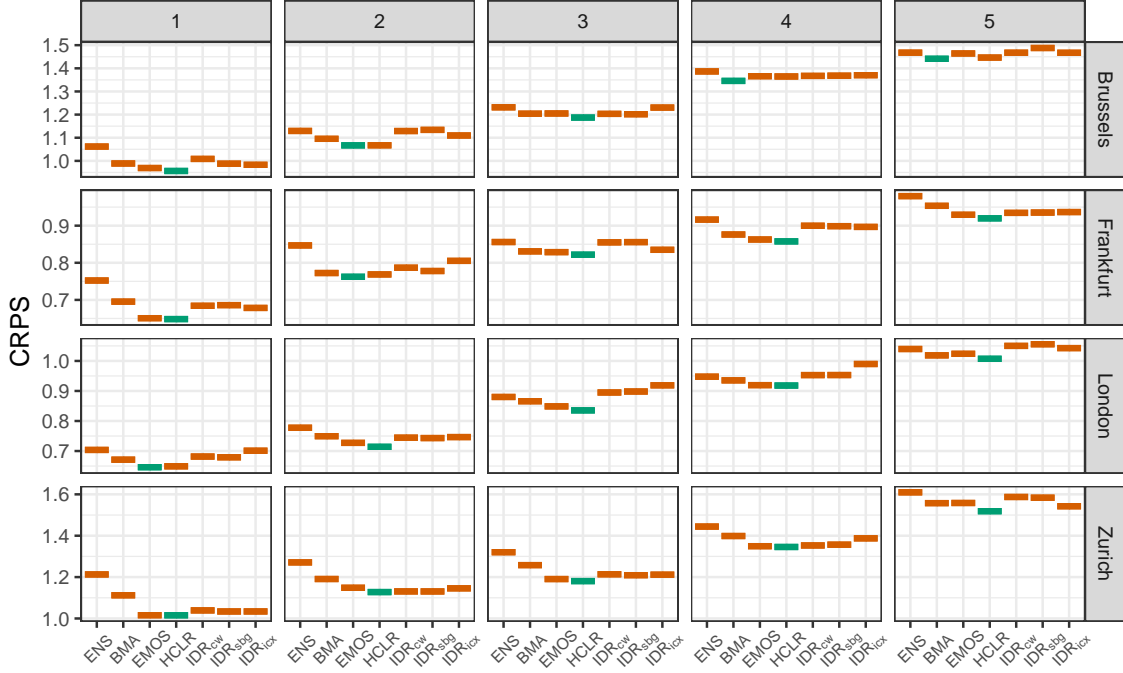 1 2 3 4 5
CRPS
1.5
1.4
1.3
1.2
1.1
1.0
Brussels
0.9
0.8
0.7
Frankfurt
1.0
0.9
0.8
0.7
London
1.6
1.4
1.2
1.0
Zurich
ENS BMA EMOS HCLR IDRcw IDRsbg IDRicx
ENS BMA EMOS HCLR IDRcw IDRsbg IDRicx
ENS BMA EMOS HCLR IDRcw IDRsbg IDRicx
ENS BMA EMOS HCLR IDRcw IDRsbg IDRicx
ENS BMA EMOS HCLR IDRcw IDRsbg IDRicx